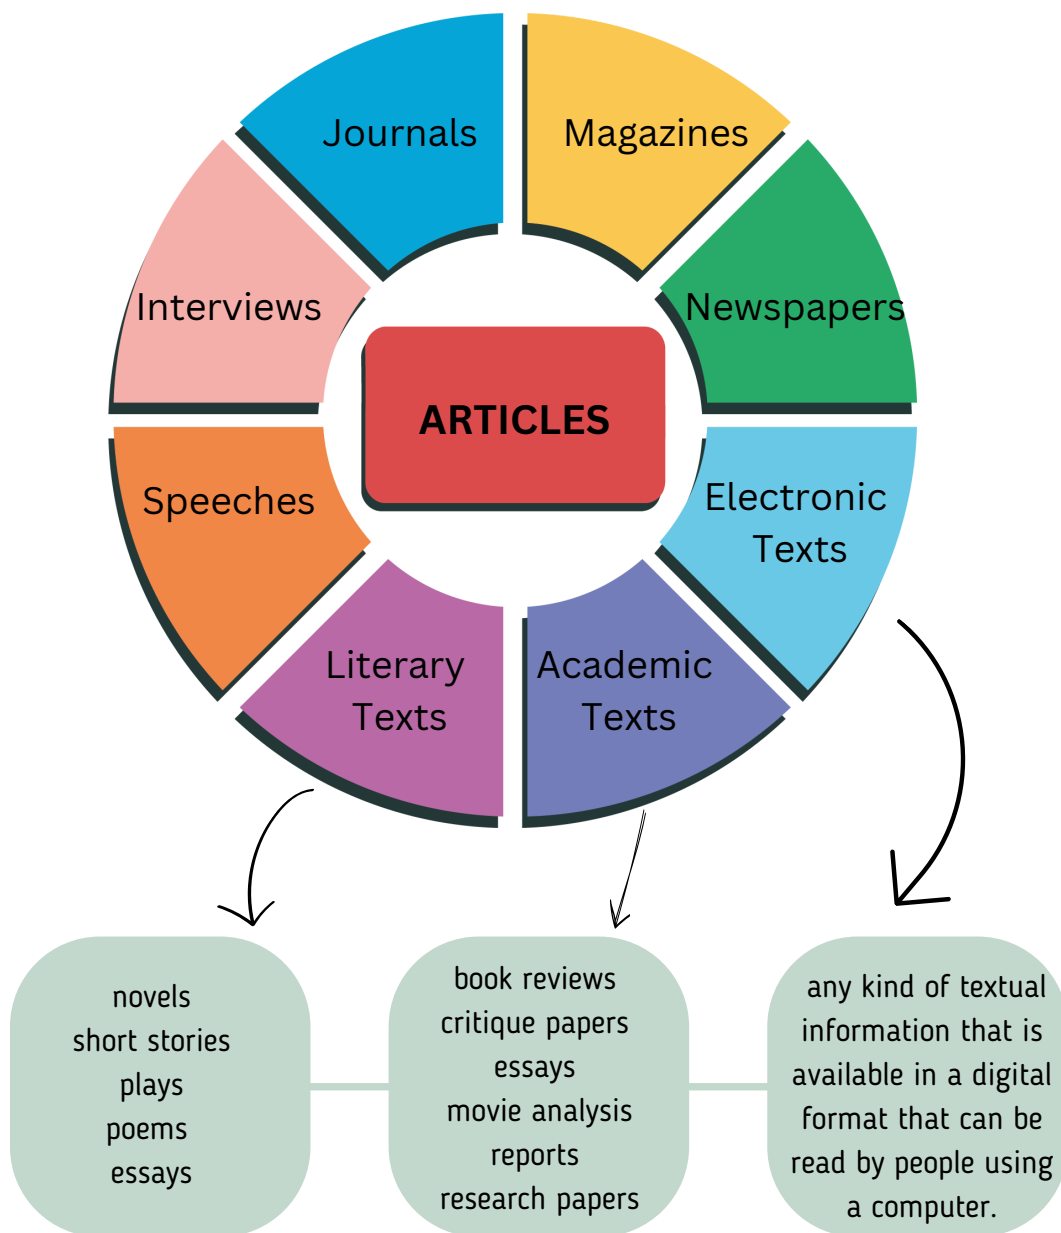 Journals
Magazines
Interviews
Newspapers
ARTICLES
Speeches
Electronic
Texts
Literary
Texts
Academic
Texts
novels
short stories
plays
poems
essays
book reviews
critique papers
essays
movie analysis
reports
research papers
any kind of textual
information that is
available in a digital
format that can be
read by people using
a computer.